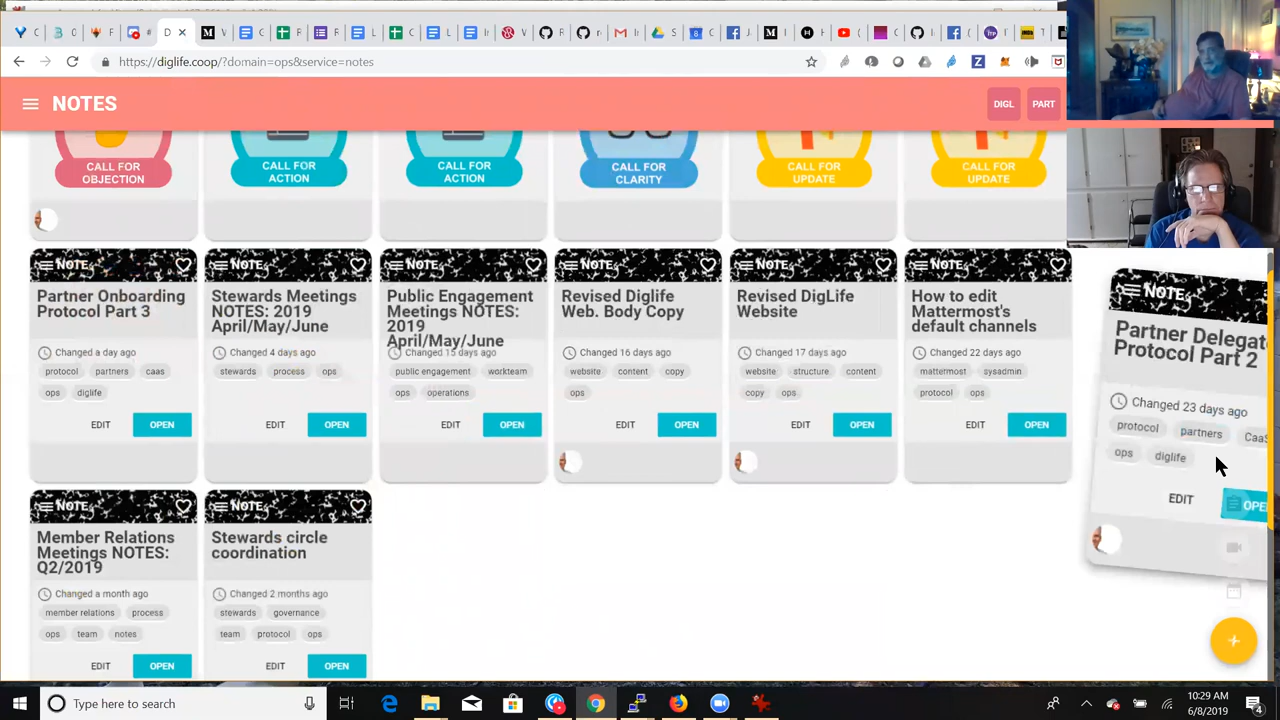 https://diglife.coop/?domain=ops&service=notes
NOTES
DIGL
PART
CALL FOR
OBJECTION
CALL FOR
ACTION
CALL FOR
ACTION
CALL FOR
CLARITY
CALL FOR
UPDATE
CALL FOR
UPDATE
NOTE
Partner Onboarding
Protocol Part 3
Changed a day ago
protocol partners caas
ops diglife
EDIT OPEN
NOTE
Stewards Meetings
NOTES: 2019
April/May/June
Changed 4 days ago
stewards process ops
EDIT OPEN
NOTE
Public Engagement
Meetings NOTES:
2019
April/May/June
Changed 15 days ago
public engagement workteam
ops operations
EDIT OPEN
NOTE
Revised Diglife
Web. Body Copy
Changed 16 days ago
website content copy
ops
EDIT OPEN
NOTE
Revised DigLife
Website
Changed 17 days ago
website structure content
copy ops
EDIT OPEN
NOTE
How to edit
Mattermost's
default channels
Changed 22 days ago
mattermost sysadmin
protocol ops
EDIT OPEN
NOTE
Partner Delegat
Protocol Part 2
Changed 23 days ago
protocol partners CaaS
ops diglife
EDIT OPE
NOTE
Member Relations
Meetings NOTES:
Q2/2019
Changed a month ago
member relations process
ops team notes
EDIT OPEN
NOTE
Stewards circle
coordination
Changed 2 months ago
stewards governance
team protocol ops
EDIT OPEN
+
Type here to search
10:29 AM
6/8/2019
4